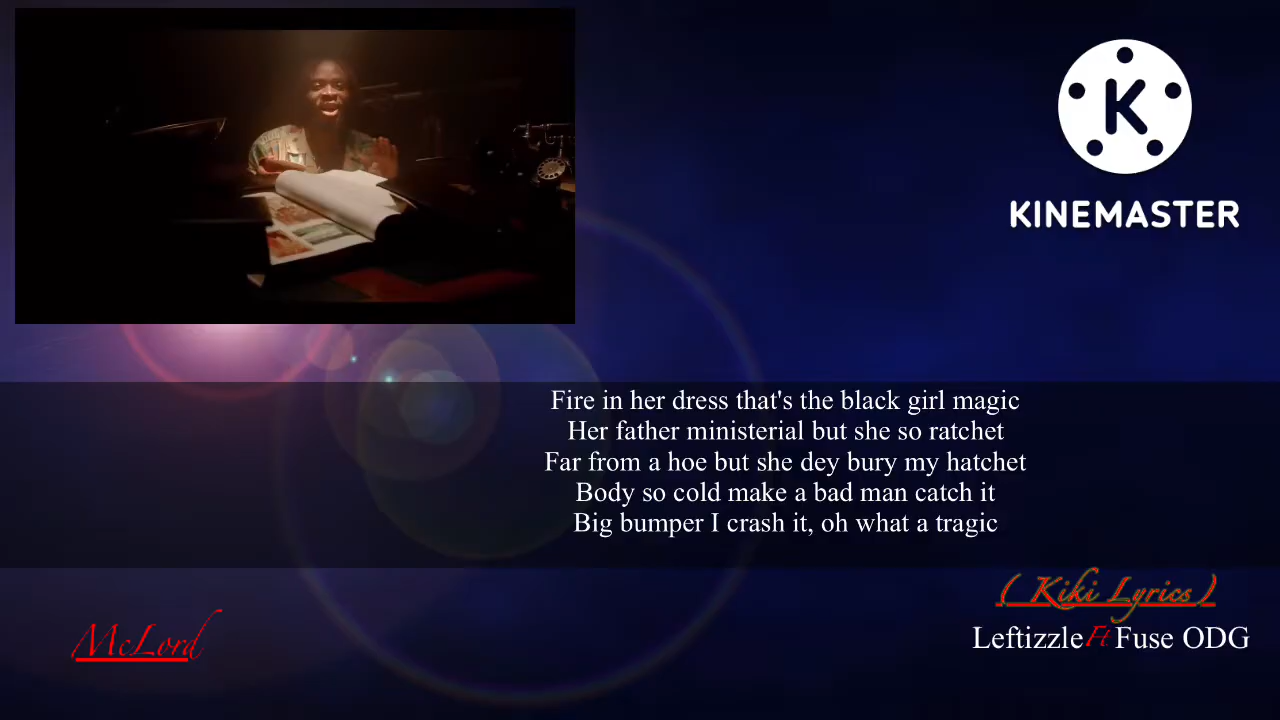 K
KINEMASTER
Fire in her dress that's the black girl magic
Her father ministerial but she so ratchet
Far from a hoe but she dey bury my hatchet
Body so cold make a bad man catch it
Big bumper I crash it, oh what a tragic
( Kiki Lyrics )
McLord
Leftizzle Ft Fuse ODG